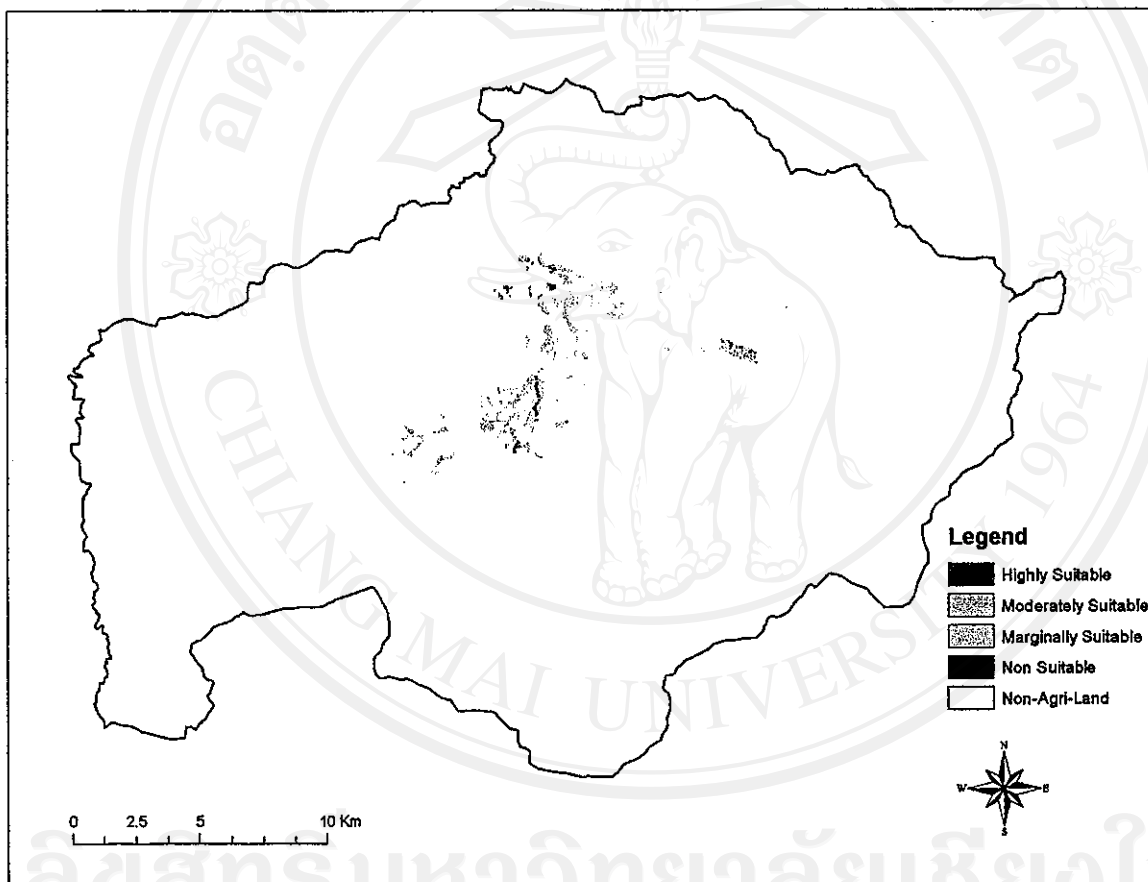 CHIANG MAI UNIVERSITY 1964
Legend
Highly Suitable
Moderately Suitable
Marginally Suitable
Non Suitable
Non-Agri-Land
N
W
E
S
0 2.5 5 10 Km